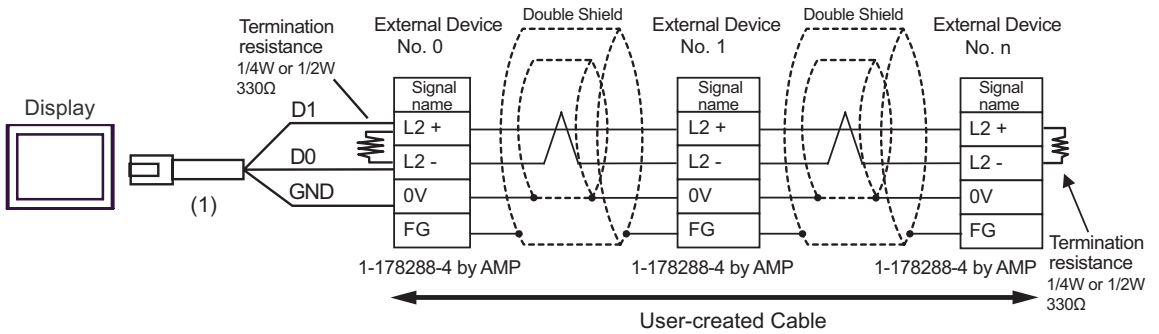 Display
(1)
D1
D0
GND
Termination
resistance
1/4W or 1/2W
330Ω
External Device
No. 0
Signal
name
L2 +
L2 -
0V
FG
1-178288-4 by AMP
Double Shield
External Device
No. 1
Signal
name
L2 +
L2 -
0V
FG
1-178288-4 by AMP
Double Shield
External Device
No. n
Signal
name
L2 +
L2 -
0V
FG
1-178288-4 by AMP
Termination
resistance
1/4W or 1/2W
330Ω
User-created Cable